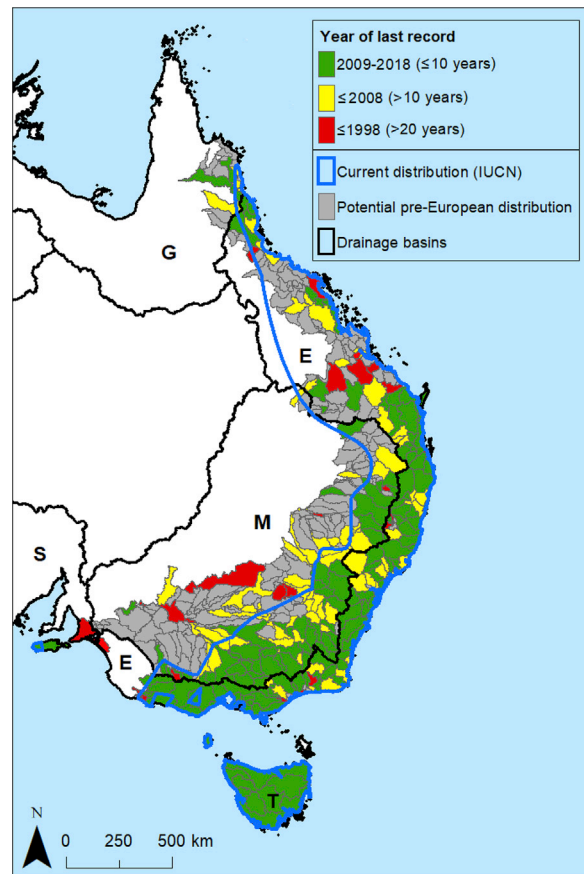 Year of last record
2009-2018 (≤10 years)
≤2008 (>10 years)
≤1998 (>20 years)
Current distribution (IUCN)
Potential pre-European distribution
Drainage basins
G
E
M
S
E
T
N
0 250 500 km